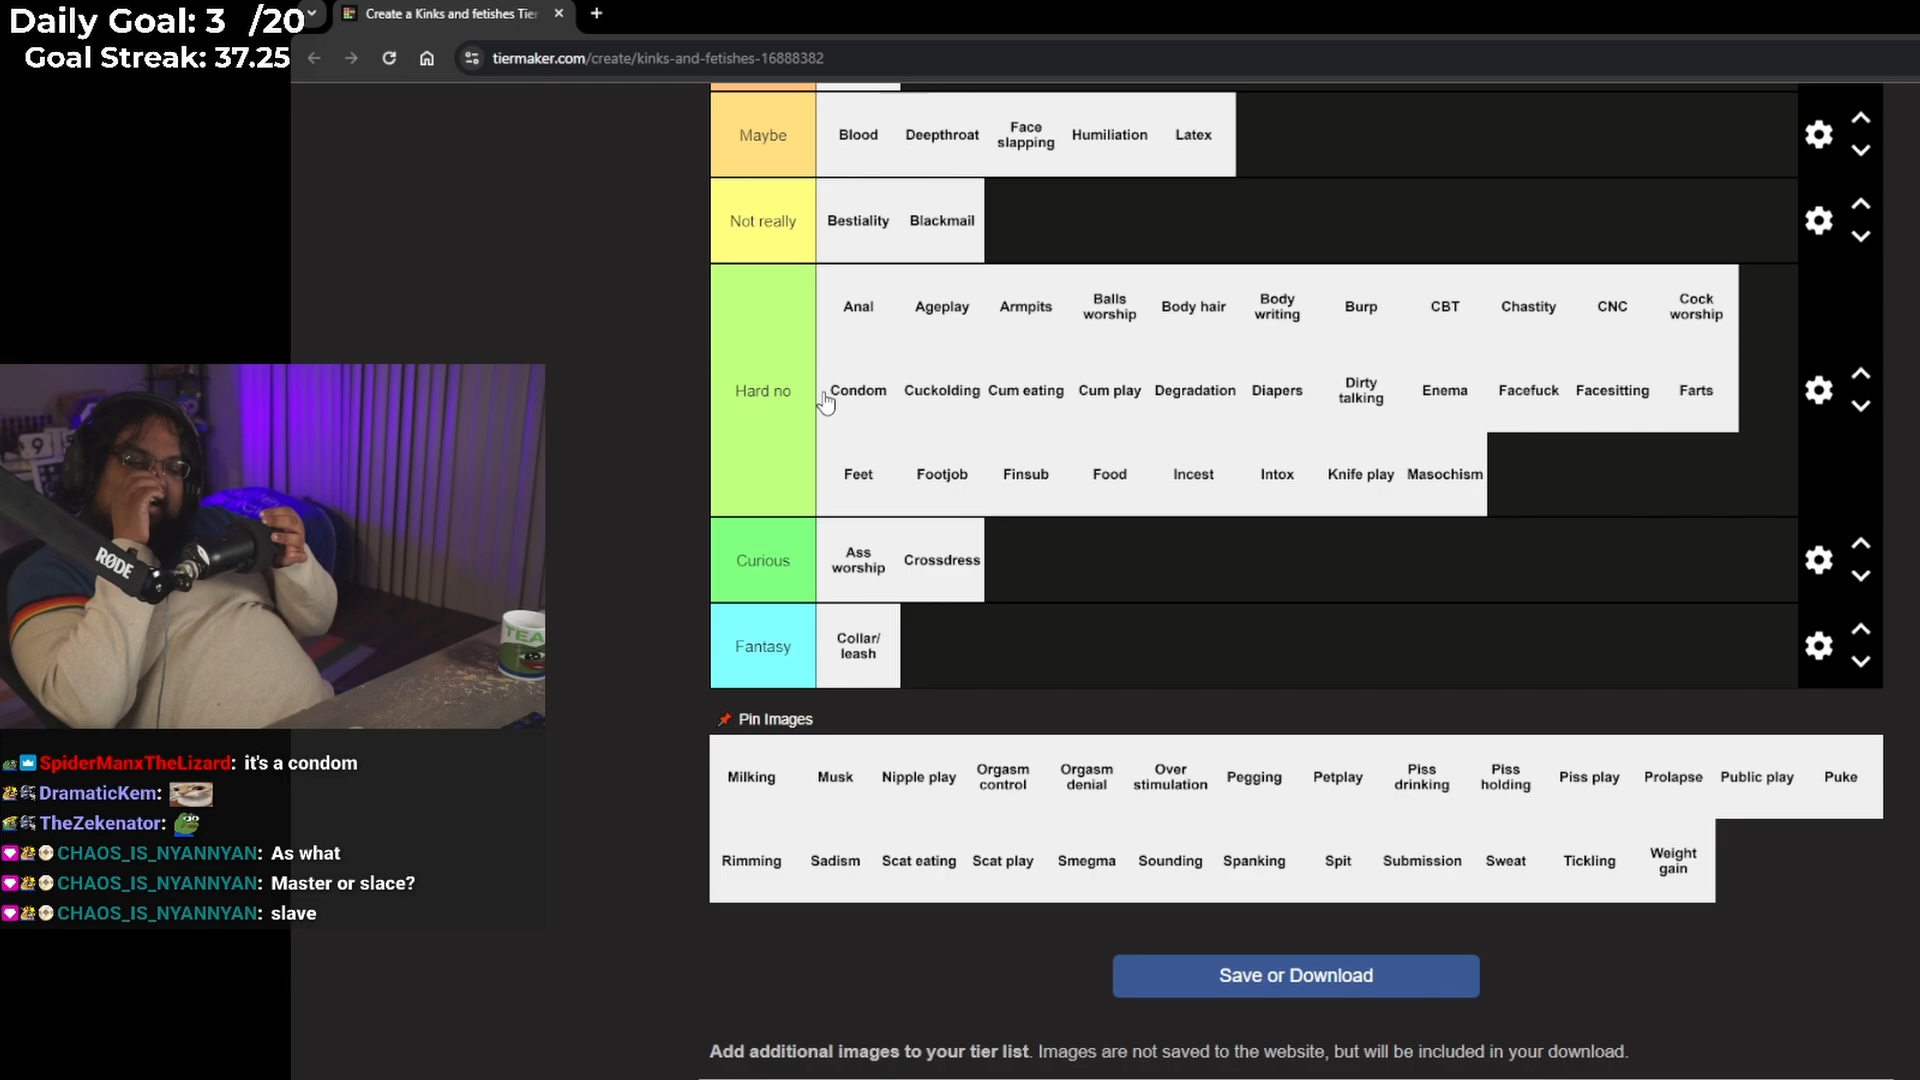 Daily Goal: 3 /20
Goal Streak: 37.25
Create a Kinks and fetishes Tier
tiermaker.com/create/kinks-and-fetishes-16888382
Maybe
Blood
Deepthroat
Face
slapping
Humiliation
Latex
Not really
Bestiality
Blackmail
Hard no
Anal
Ageplay
Armpits
Balls
worship
Body hair
Body
writing
Burp
CBT
Chastity
CNC
Cock
worship
Condom
Cuckolding
Cum eating
Cum play
Degradation
Diapers
Dirty
talking
Enema
Facefuck
Facesitting
Farts
Feet
Footjob
Finsub
Food
Incest
Intox
Knife play
Masochism
Curious
Ass
worship
Crossdress
Fantasy
Collar/
leash
Pin Images
Milking
Musk
Nipple play
Orgasm
control
Orgasm
denial
Over
stimulation
Pegging
Petplay
Piss
drinking
Piss
holding
Piss play
Prolapse
Public play
Puke
Rimming
Sadism
Scat eating
Scat play
Smegma
Sounding
Spanking
Spit
Submission
Sweat
Tickling
Weight
gain
Save or Download
Add additional images to your tier list. Images are not saved to the website, but will be included in your download.
RØDE
TEA
SpiderManxTheLizard: it's a condom
DramaticKem:
TheZekenator:
CHAOS_IS_NYANNYAN: As what
CHAOS_IS_NYANNYAN: Master or slace?
CHAOS_IS_NYANNYAN: slave